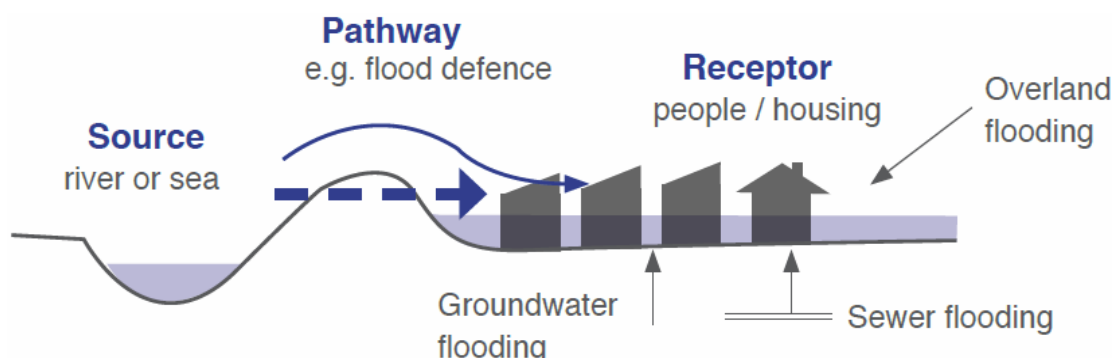 Pathway
e.g. flood defence
Receptor
people / housing
Overland
flooding
Source
river or sea
Groundwater
flooding
Sewer flooding